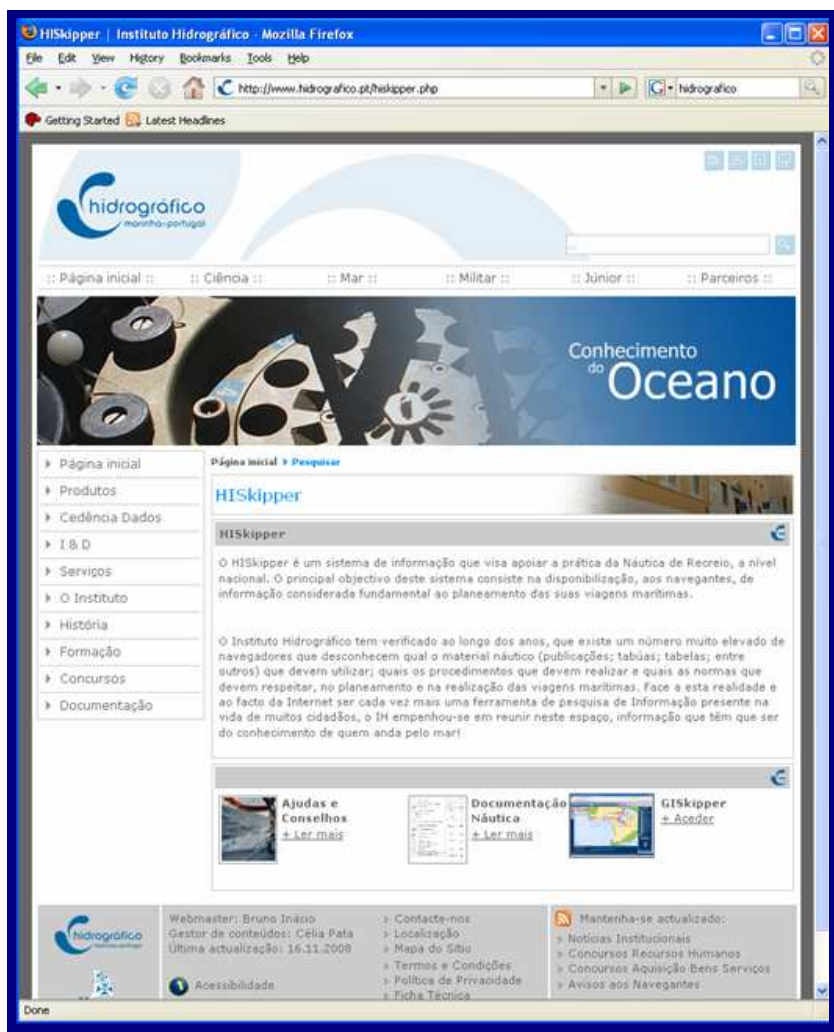 HISkipper | Instituto Hidrográfico - Mozilla Firefox
File Edit View History Bookmarks Tools Help
http://www.hidrografico.pt/hiskipper.php
hidrografico
Getting Started Latest Headlines
hidrográfico
marinha-portugal
...
:: Página inicial :: :: Ciência :: :: Mar :: :: Militar :: :: Júnior :: :: Parceiros ::
Conhecimento
do Oceano
Página inicial
Produtos
Cedência Dados
I & D
Serviços
O Instituto
História
Formação
Concursos
Documentação
Página inicial Pesquisar
HISkipper
HISkipper
O HISkipper é um sistema de informação que visa apoiar a prática da Náutica de Recreio, a nível
nacional. O principal objectivo deste sistema consiste na disponibilização, aos navegantes, de
informação considerada fundamental ao planeamento das suas viagens marítimas.
O Instituto Hidrográfico tem verificado ao longo dos anos, que existe um número muito elevado de
navegadores que desconhecem qual o material náutico (publicações; tabúas; tabelas; entre
outros) que devem utilizar; quais os procedimentos que devem realizar e quais as normas que
devem respeitar, no planeamento e na realização das viagens marítimas. Face a esta realidade e
ao facto da Internet ser cada vez mais uma ferramenta de pesquisa de Informação presente na
vida de muitos cidadãos, o IH empenhou-se em reunir neste espaço, informação que têm que ser
do conhecimento de quem anda pelo mar!
Ajudas e
Conselhos
+ Ler mais
Documentação
Náutica
+ Ler mais
GISkipper
+ Aceder
hidrográfico
Webmaster: Bruno Inácio
Gestor de conteúdos: Célia Pata
Última actualização: 16.11.2008
Acessibilidade
» Contacte-nos
» Localização
» Mapa do Sítio
» Termos e Condições
» Política de Privacidade
» Ficha Técnica
Mantenha-se actualizado:
» Notícias Institucionais
» Concursos Recursos Humanos
» Concursos Aquisição Bens Serviços
» Avisos aos Navegantes
Done